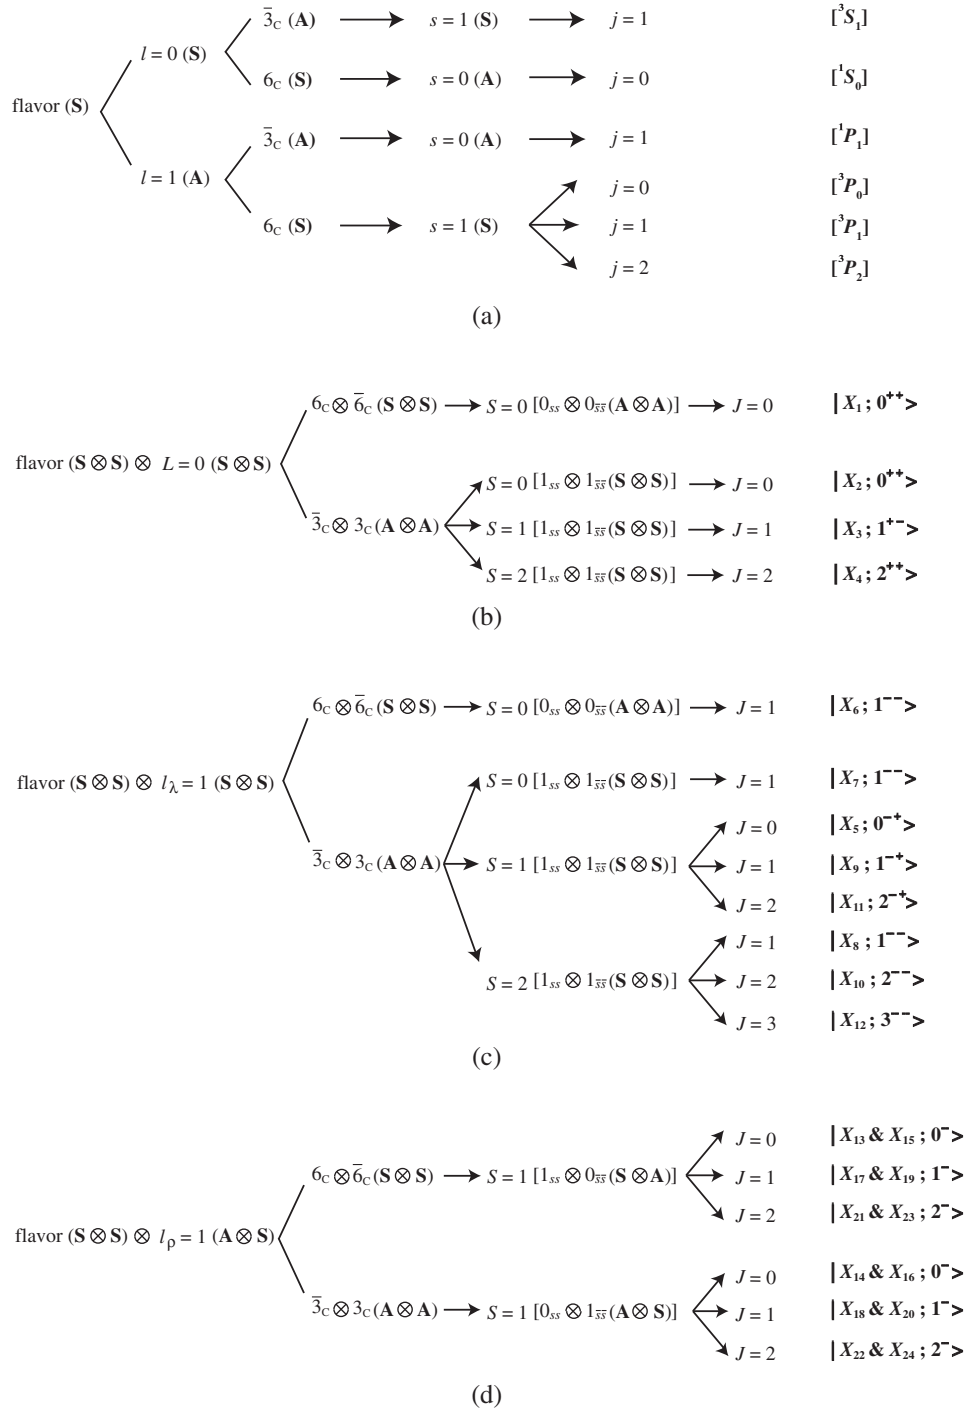 3̅C (A) s = 1 (S) j = 1 [³S₁]
l = 0 (S)
6C (S) s = 0 (A) j = 0 [¹S₀]
flavor (S)
3̅C (A) s = 0 (A) j = 1 [¹P₁]
l = 1 (A)
j = 0 [³P₀]
6C (S) s = 1 (S) j = 1 [³P₁]
j = 2 [³P₂]
(a)
6C ⊗ 6̅C (S ⊗ S) S = 0 [0ss ⊗ 0s̅s̅ (A ⊗ A)] J = 0 |X₁ ; 0⁺⁺>
flavor (S ⊗ S) ⊗ L = 0 (S ⊗ S)
S = 0 [1ss ⊗ 1s̅s̅ (S ⊗ S)] J = 0 |X₂ ; 0⁺⁺>
3̅C ⊗ 3C (A ⊗ A) S = 1 [1ss ⊗ 1s̅s̅ (S ⊗ S)] J = 1 |X₃ ; 1⁺⁻>
S = 2 [1ss ⊗ 1s̅s̅ (S ⊗ S)] J = 2 |X₄ ; 2⁺⁺>
(b)
6C ⊗ 6̅C (S ⊗ S) S = 0 [0ss ⊗ 0s̅s̅ (A ⊗ A)] J = 1 |X₆ ; 1⁻⁻>
flavor (S ⊗ S) ⊗ lλ = 1 (S ⊗ S) S = 0 [1ss ⊗ 1s̅s̅ (S ⊗ S)] J = 1 |X₇ ; 1⁻⁻>
J = 0 |X₅ ; 0⁻⁺>
3̅C ⊗ 3C (A ⊗ A) S = 1 [1ss ⊗ 1s̅s̅ (S ⊗ S)] J = 1 |X₉ ; 1⁻⁺>
J = 2 |X₁₁ ; 2⁻⁺>
J = 1 |X₈ ; 1⁻⁻>
S = 2 [1ss ⊗ 1s̅s̅ (S ⊗ S)] J = 2 |X₁₀ ; 2⁻⁻>
J = 3 |X₁₂ ; 3⁻⁻>
(c)
J = 0 |X₁₃ & X₁₅ ; 0⁻>
6C ⊗ 6̅C (S ⊗ S) S = 1 [1ss ⊗ 0s̅s̅ (S ⊗ A)] J = 1 |X₁₇ & X₁₉ ; 1⁻>
J = 2 |X₂₁ & X₂₃ ; 2⁻>
flavor (S ⊗ S) ⊗ lρ = 1 (A ⊗ S)
J = 0 |X₁₄ & X₁₆ ; 0⁻>
3̅C ⊗ 3C (A ⊗ A) S = 1 [0ss ⊗ 1s̅s̅ (A ⊗ S)] J = 1 |X₁₈ & X₂₀ ; 1⁻>
J = 2 |X₂₂ & X₂₄ ; 2⁻>
(d)